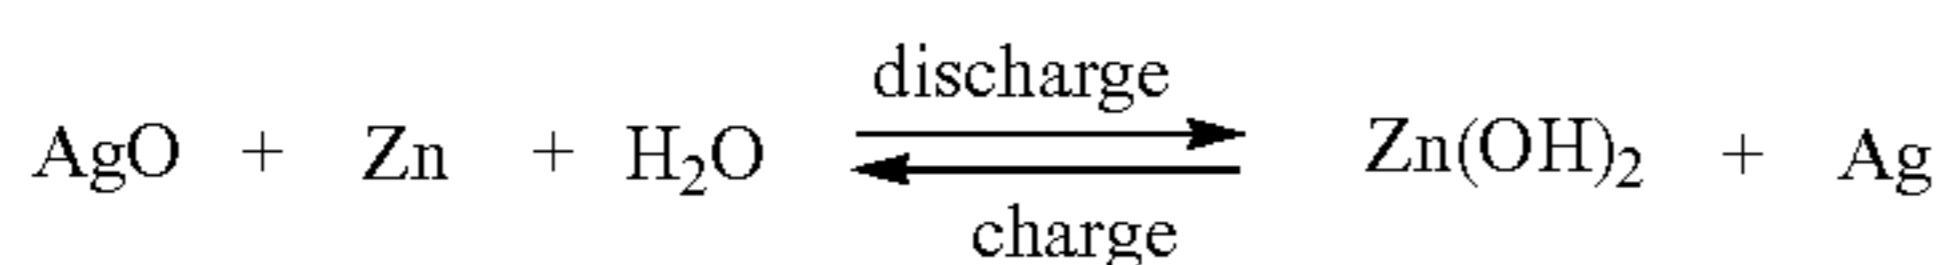 discharge
AgO + Zn + H₂O ⇌ Zn(OH)₂ + Ag
charge